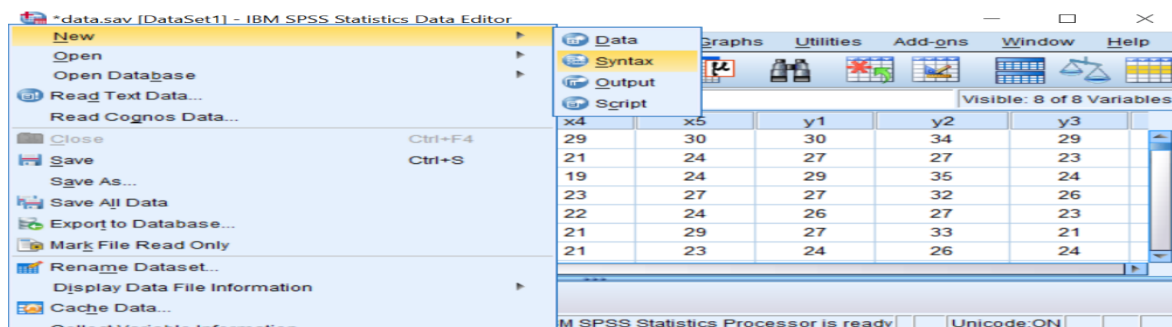 *data.sav [DataSet1] - IBM SPSS Statistics Data Editor
New
Open
Open Database
Read Text Data...
Read Cognos Data...
Close Ctrl+F4
Save Ctrl+S
Save As...
Save All Data
Export to Database...
Mark File Read Only
Rename Dataset...
Display Data File Information
Cache Data...
Collect Variable Information
Data
Syntax
Output
Script
Graphs Utilities Add-ons Window Help
μ
Visible: 8 of 8 Variables
x4 x5 y1 y2 y3
29 30 30 34 29
21 24 27 27 23
19 24 29 35 24
23 27 27 32 26
22 24 26 27 23
21 29 27 33 21
21 23 24 26 24
M SPSS Statistics Processor is ready Unicode:ON